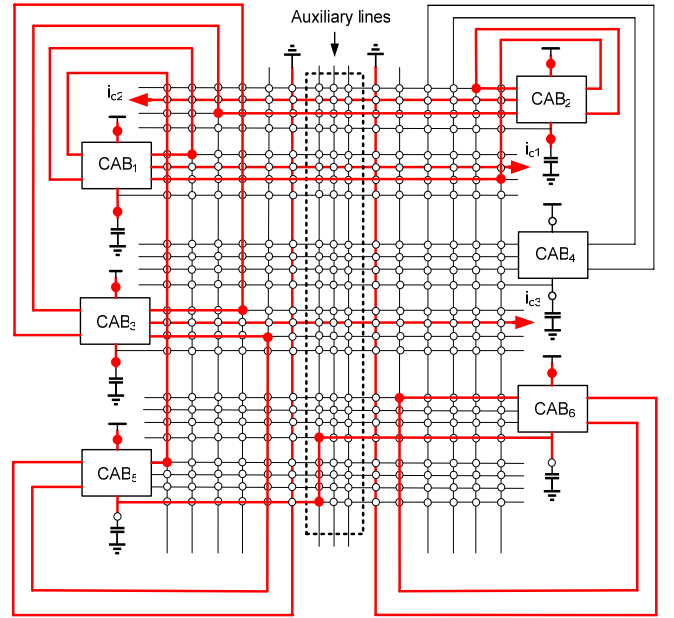 Auxiliary lines
i_c2
CAB_2
CAB_1
i_c1
CAB_4
CAB_3
i_c3
CAB_6
CAB_5